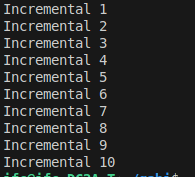 Incremental 1
Incremental 2
Incremental 3
Incremental 4
Incremental 5
Incremental 6
Incremental 7
Incremental 8
Incremental 9
Incremental 10